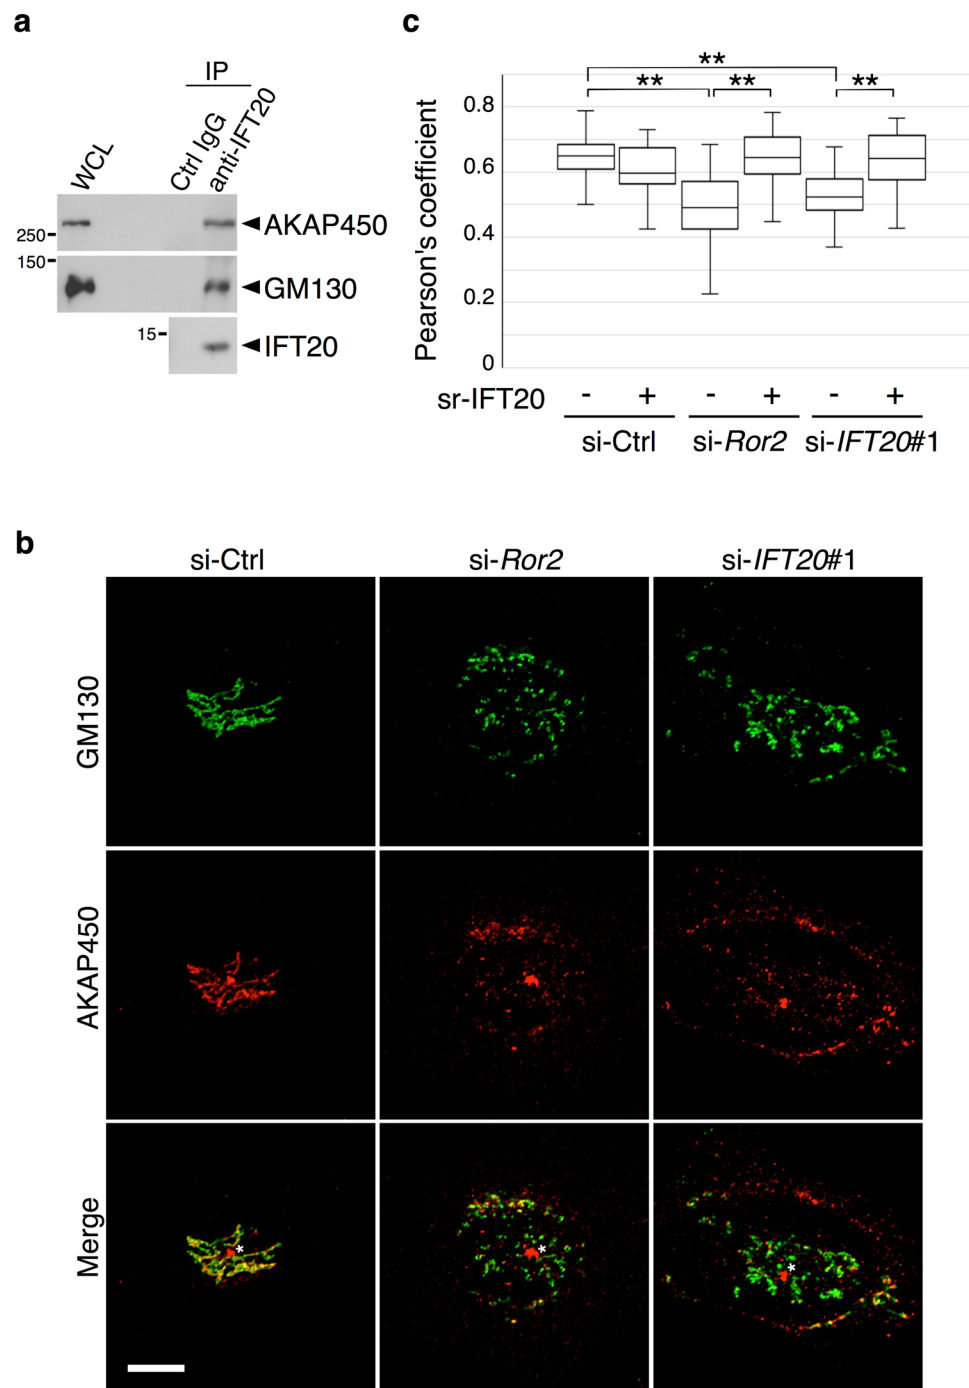 a
IP
WCL
Ctrl IgG
anti-IFT20
250
AKAP450
150
GM130
15
IFT20
c
** 
** ** **
Pearson's coefficient
0.8
0.6
0.4
0.2
0
sr-IFT20 - + - + - +
si-Ctrl si-Ror2 si-IFT20#1
b
si-Ctrl si-Ror2 si-IFT20#1
GM130
AKAP450
Merge
* * *